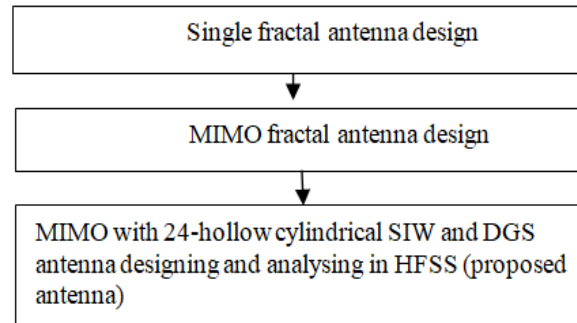 Single fractal antenna design
MIMO fractal antenna design
MIMO with 24-hollow cylindrical SIW and DGS
antenna designing and analysing in HFSS (proposed
antenna)